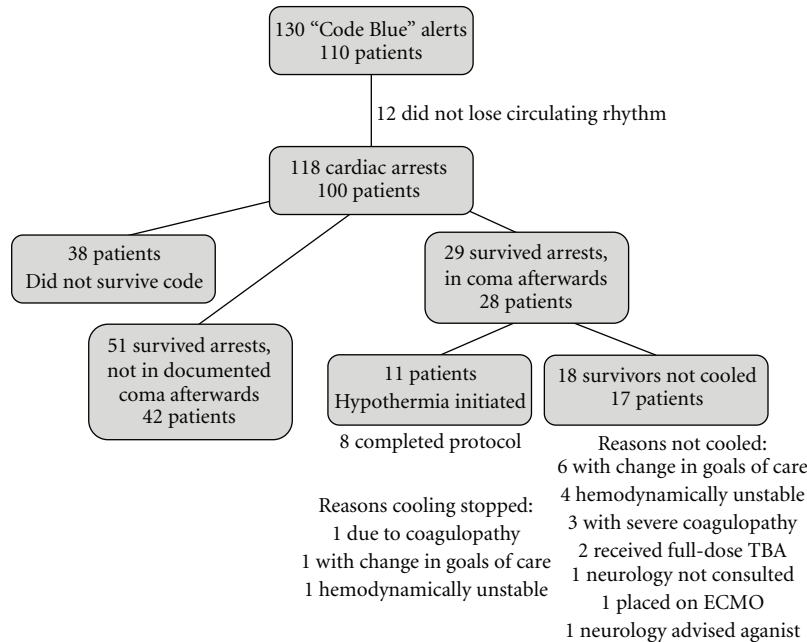 130 “Code Blue” alerts
110 patients
12 did not lose circulating rhythm
118 cardiac arrests
100 patients
38 patients
Did not survive code
29 survived arrests,
in coma afterwards
28 patients
51 survived arrests,
not in documented
coma afterwards
42 patients
11 patients
Hypothermia initiated
18 survivors not cooled
17 patients
8 completed protocol
Reasons cooling stopped:
1 due to coagulopathy
1 with change in goals of care
1 hemodynamically unstable
Reasons not cooled:
6 with change in goals of care
4 hemodynamically unstable
3 with severe coagulopathy
2 received full-dose TBA
1 neurology not consulted
1 placed on ECMO
1 neurology advised aganist